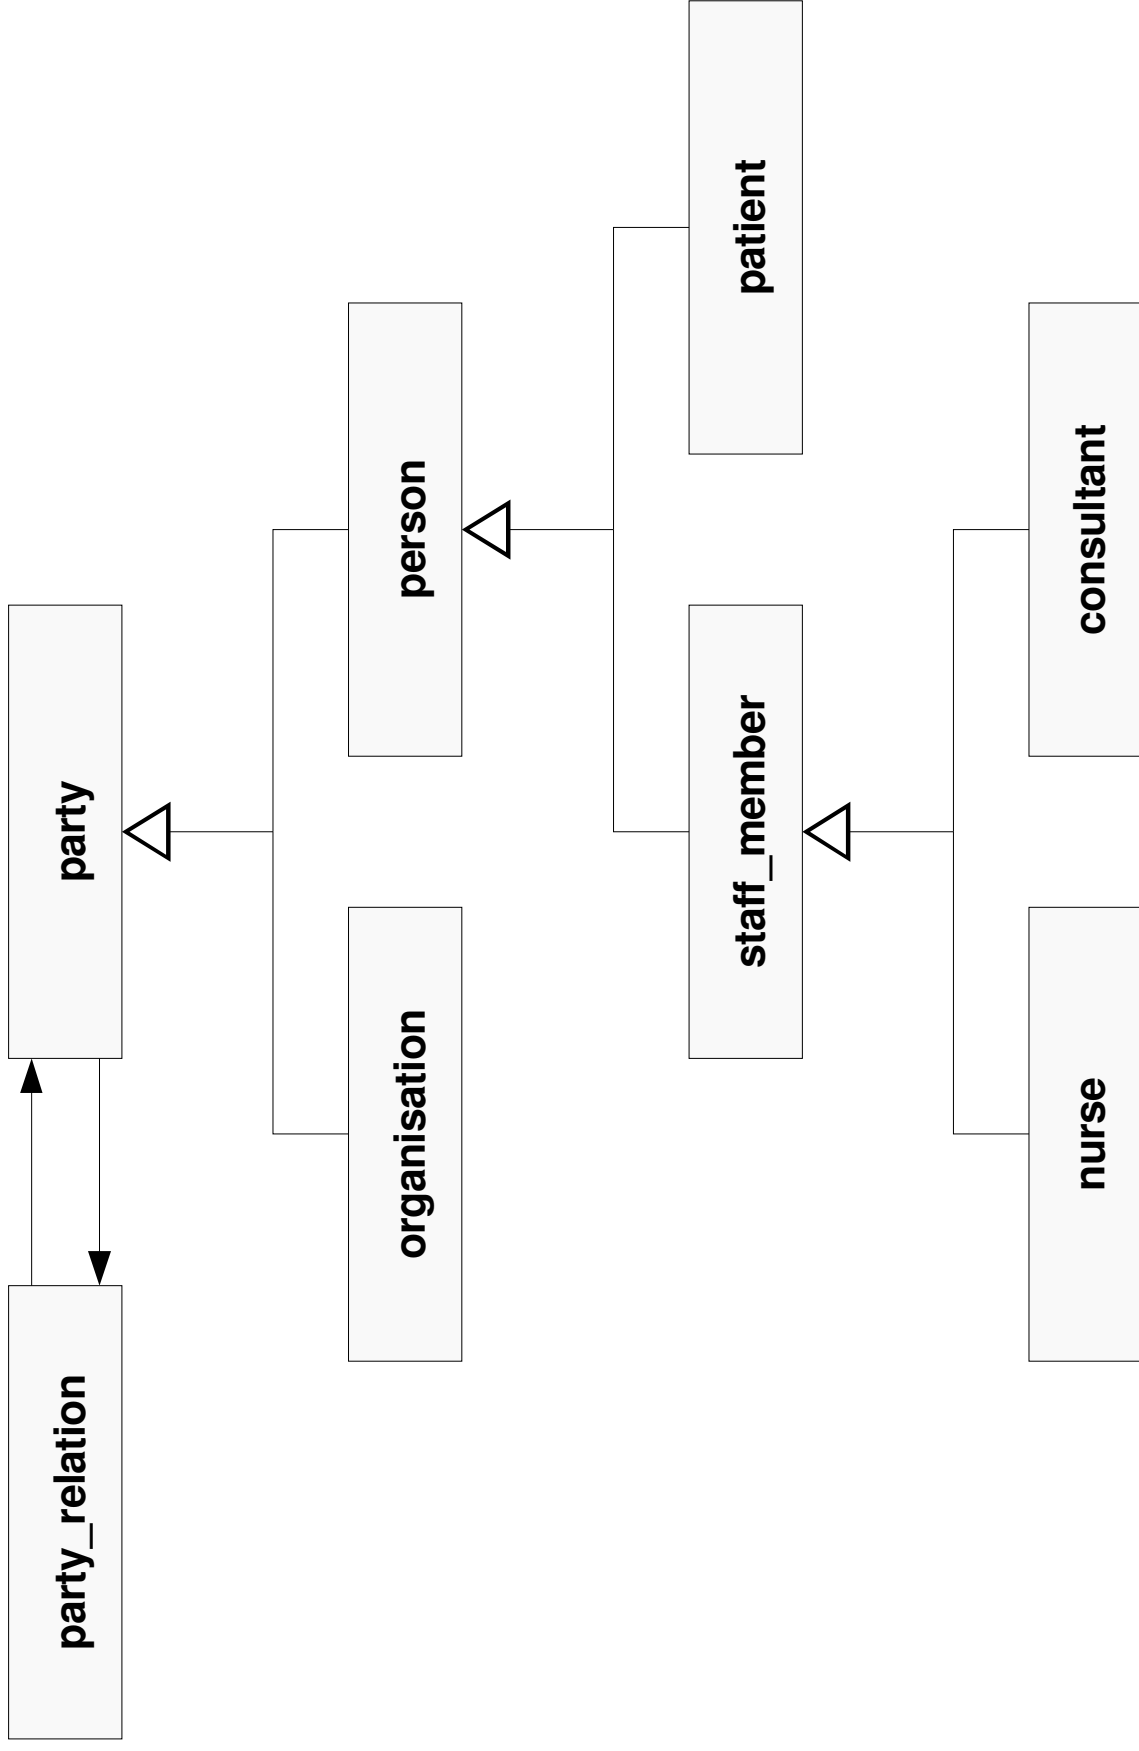 party_relation
party
organisation
person
staff_member
patient
nurse
consultant